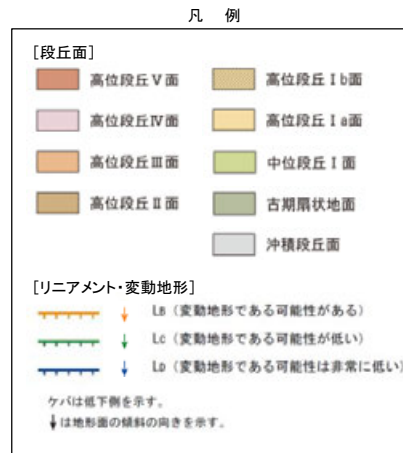 凡 例
[段丘面]
高位段丘Ⅴ面
高位段丘Ⅳ面
高位段丘Ⅲ面
高位段丘Ⅱ面
高位段丘Ⅰb面
高位段丘Ⅰa面
中位段丘Ⅰ面
古期扇状地面
沖積段丘面
[リニアメント・変動地形]
LB (変動地形である可能性がある)
LC (変動地形である可能性が低い)
LD (変動地形である可能性は非常に低い)
ケバは低下側を示す。
↓は地形面の傾斜の向きを示す。